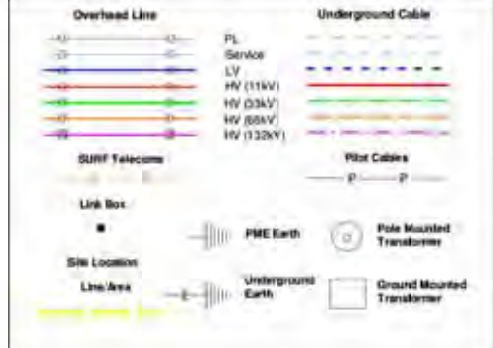 Overhead Line
Underground Cable
PL
Service
LV
HV (11kV)
HV (33kV)
HV (66kV)
HV (132kV)
SURF Telecoms
Pilot Cables
P P
Link Box
PME Earth
Pole Mounted
Transformer
Site Location
Line/Area
E
Underground
Earth
Ground Mounted
Transformer